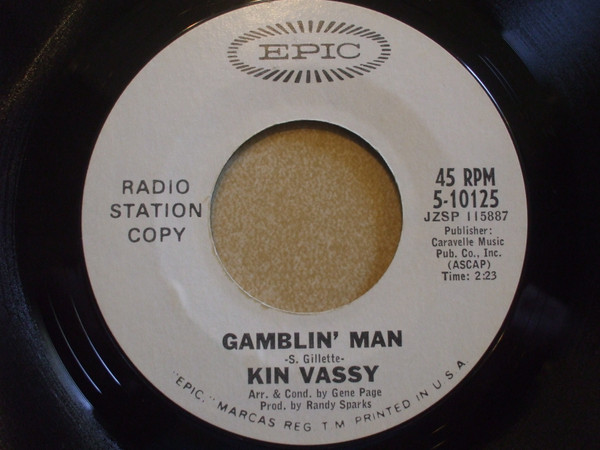 EPIC
RADIO
STATION
COPY
45 RPM
5-10125
JZSP 115887
Publisher:
Caravelle Music
Pub. Co., Inc.
(ASCAP)
Time: 2:23
GAMBLIN' MAN
-S. Gillette-
KIN VASSY
Arr. & Cond. by Gene Page
Prod. by Randy Sparks
"EPIC," MARCAS REG. T M PRINTED IN U.S.A.